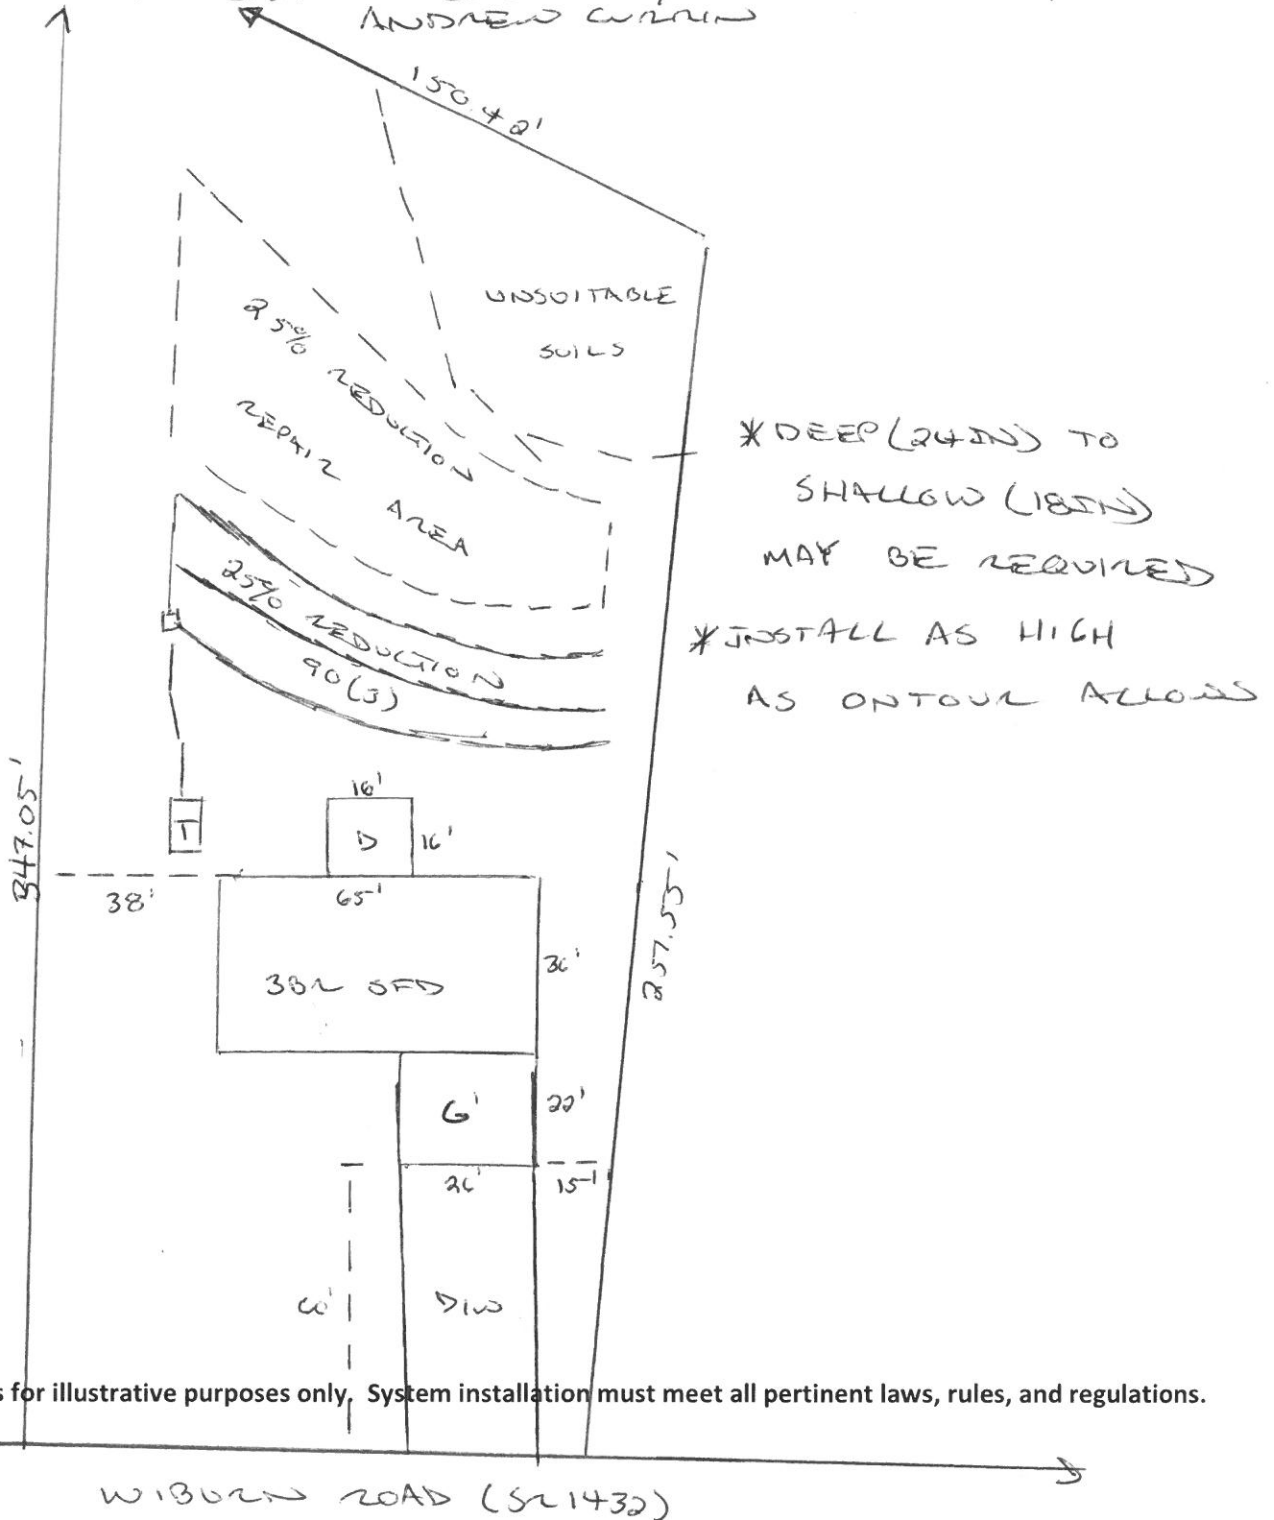 ANDREW CURRIN
150.42'
UNSUITABLE
SOILS
25% REDUCTION
REPAIR AREA
*DEEP (24IN) TO
SHALLOW (18IN)
MAY BE REQUIRED
*INSTALL AS HIGH
AS ONTOUR ALLOWS
25% REDUCTION
90(3)
347.05'
16'
T
D
16'
38'
65'
3BR SFD
36'
257.55'
G'
22'
26'
15'
60'
D/W
s for illustrative purposes only. System installation must meet all pertinent laws, rules, and regulations.
WIBURN ROAD (SR1432)